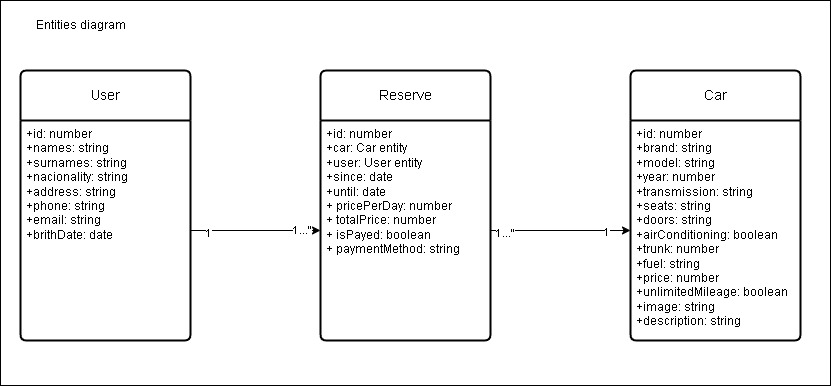 Entities diagram
User
+id: number
+names: string
+surnames: string
+nacionality: string
+address: string
+phone: string
+email: string
+brithDate: date
1
1..."
Reserve
+id: number
+car: Car entity
+user: User entity
+since: date
+until: date
+ pricePerDay: number
+ totalPrice: number
+ isPayed: boolean
+ paymentMethod: string
1..."
1
Car
+id: number
+brand: string
+model: string
+year: number
+transmission: string
+seats: string
+doors: string
+airConditioning: boolean
+trunk: number
+fuel: string
+price: number
+unlimitedMileage: boolean
+image: string
+description: string